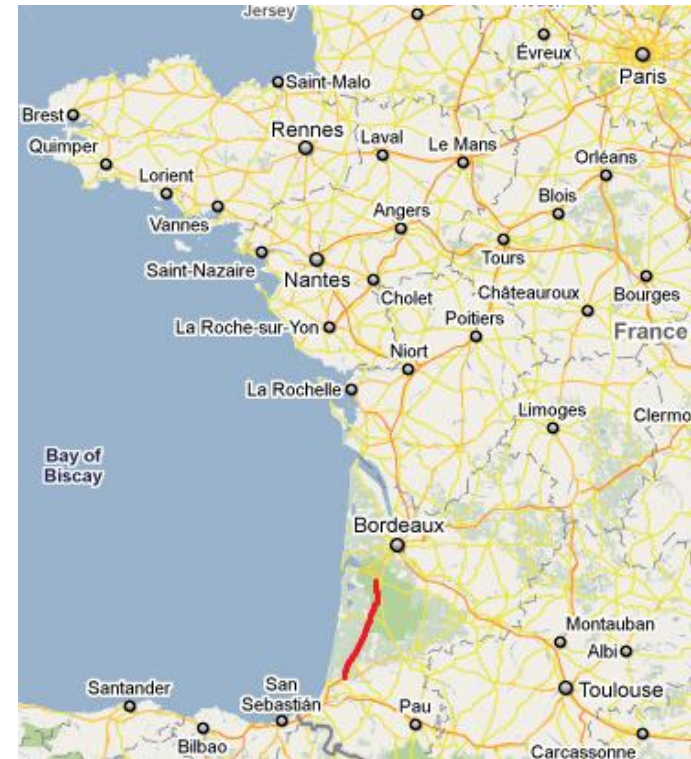 Jersey
Évreux
Paris
Saint-Malo
Brest
Rennes
Laval
Le Mans
Quimper
Orléans
Lorient
Blois
Vannes
Angers
Saint-Nazaire
Tours
Nantes
Cholet
Châteauroux
Bourges
La Roche-sur-Yon
Poitiers
France
Niort
La Rochelle
Limoges
Clermo
Bay of
Biscay
Bordeaux
Montauban
Albi
Santander
San
Sebastián
Toulouse
Pau
Bilbao
Carcassonne